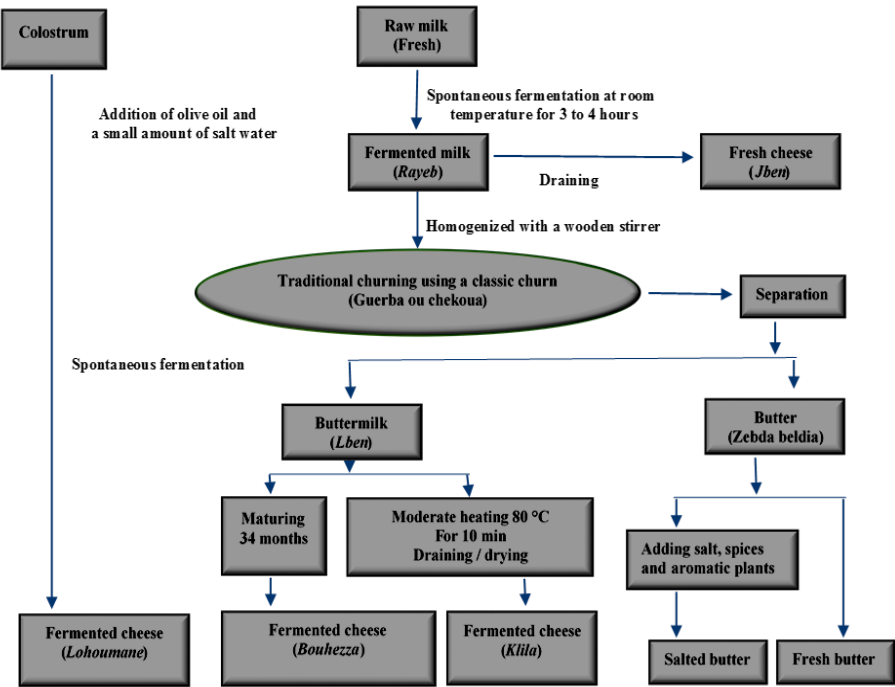 Colostrum
Raw milk
(Fresh)
Addition of olive oil and
a small amount of salt water
Spontaneous fermentation at room
temperature for 3 to 4 hours
Fermented milk
(Rayeb)
Draining
Fresh cheese
(Jben)
Homogenized with a wooden stirrer
Traditional churning using a classic churn
(Guerba ou chekoua)
Separation
Spontaneous fermentation
Buttermilk
(Lben)
Butter
(Zebda beldia)
Maturing
34 months
Moderate heating 80 °C
For 10 min
Draining / drying
Adding salt, spices
and aromatic plants
Fermented cheese
(Lohoumane)
Fermented cheese
(Bouhezza)
Fermented cheese
(Klila)
Salted butter
Fresh butter